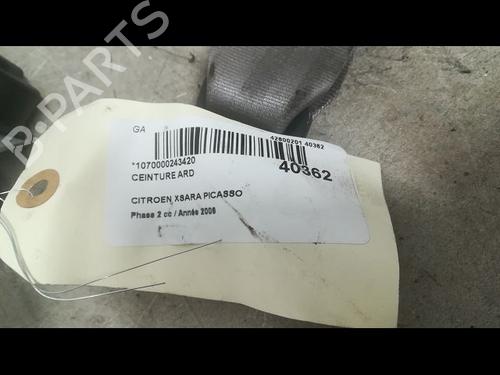 GA
42800201 40362
*1070000243420
CEINTURE ARD
40362
CITROEN XSARA PICASSO
Phase 2 cc / Année 2006
B-PARTS